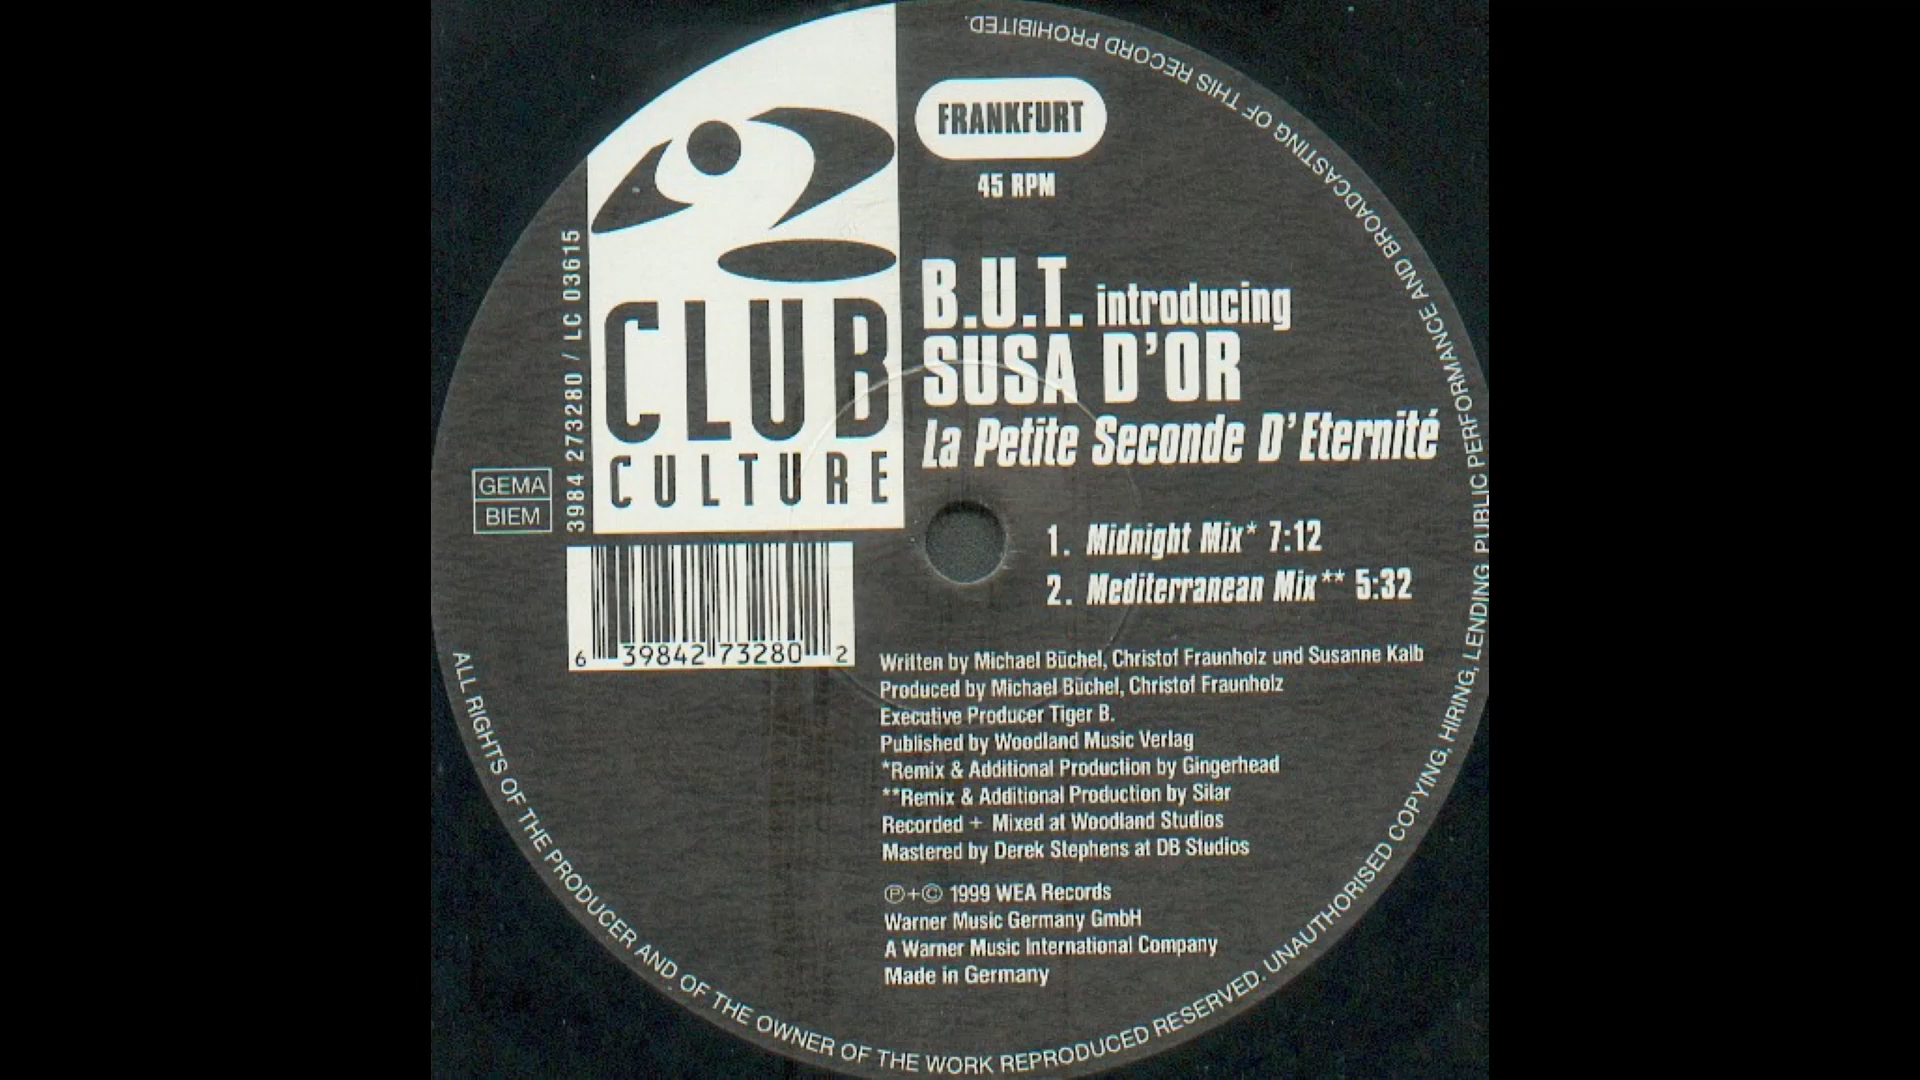 FRANKFURT
45 RPM
B.U.T. introducing
SUSA D'OR
La Petite Seconde D'Eternité
1. Midnight Mix* 7:12
2. Mediterranean Mix** 5:32
CLUB
CULTURE
3984 273280 / LC 03615
GEMA
BIEM
6 39842 73280 2
Written by Michael Büchel, Christof Fraunholz und Susanne Kalb
Produced by Michael Büchel, Christof Fraunholz
Executive Producer Tiger B.
Published by Woodland Music Verlag
*Remix & Additional Production by Gingerhead
**Remix & Additional Production by Silar
Recorded + Mixed at Woodland Studios
Mastered by Derek Stephens at DB Studios
℗+© 1999 WEA Records
Warner Music Germany GmbH
A Warner Music International Company
Made in Germany
ALL RIGHTS OF THE PRODUCER AND OF THE OWNER OF THE WORK REPRODUCED RESERVED. UNAUTHORISED COPYING, HIRING, LENDING, PUBLIC PERFORMANCE AND BROADCASTING OF THIS RECORD PROHIBITED.